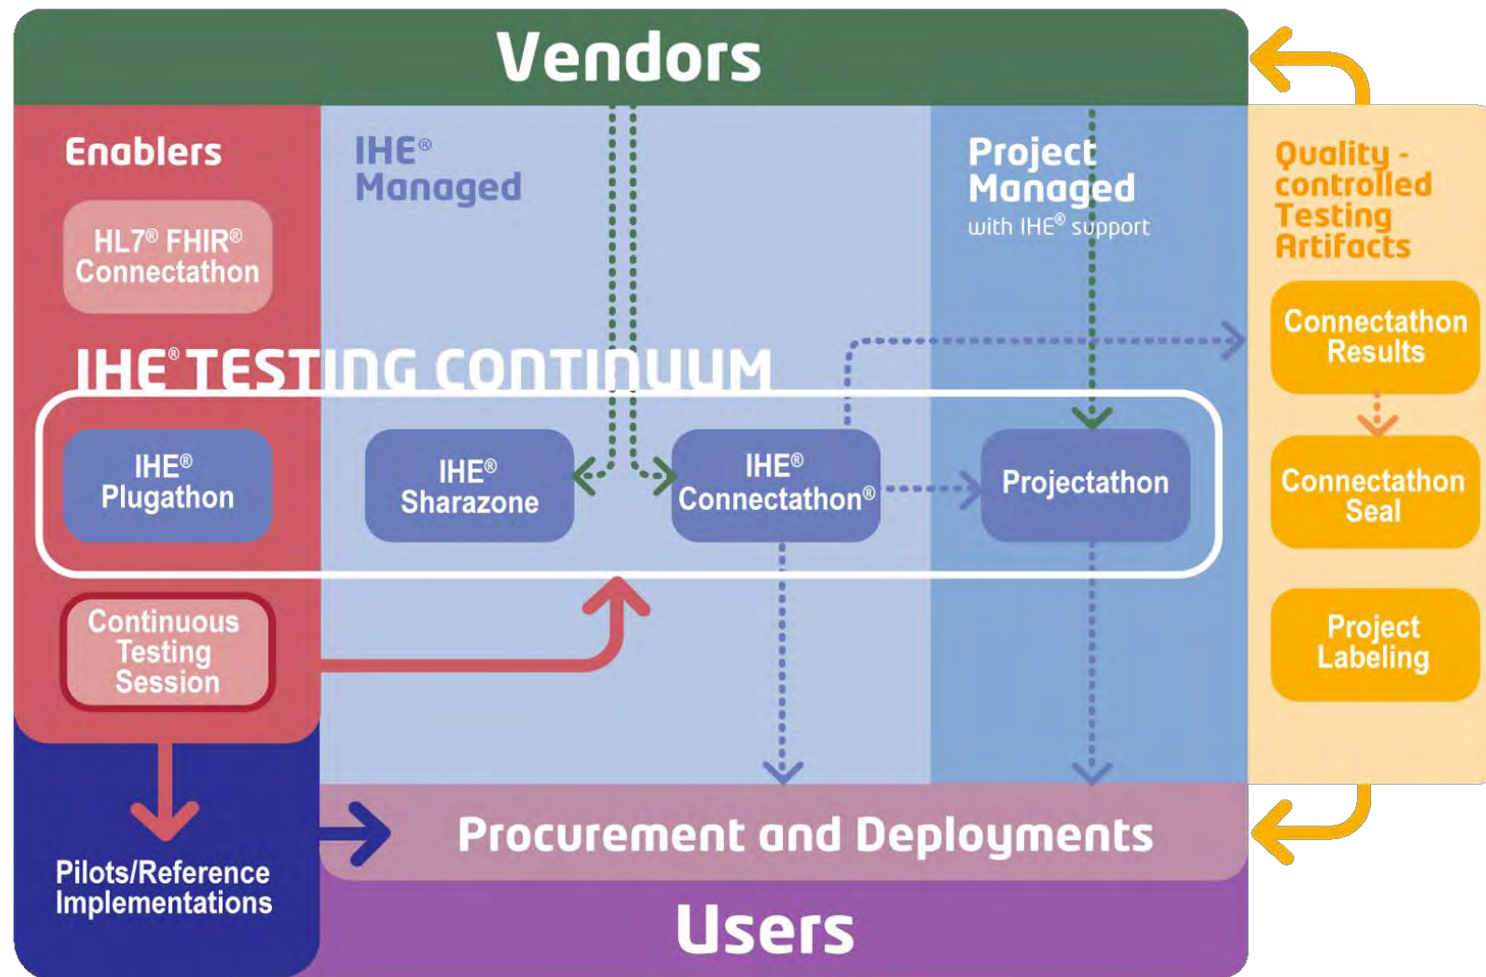 Vendors
Enablers
HL7® FHIR®
Connectathon
IHE®
Managed
Project
Managed
with IHE® support
Quality -
controlled
Testing
Artifacts
Connectathon
Results
IHE® TESTING CONTINUUM
IHE®
Plugathon
IHE®
Sharazone
IHE®
Connectathon®
Projectathon
Connectathon
Seal
Continuous
Testing
Session
Project
Labeling
Pilots/Reference
Implementations
Procurement and Deployments
Users